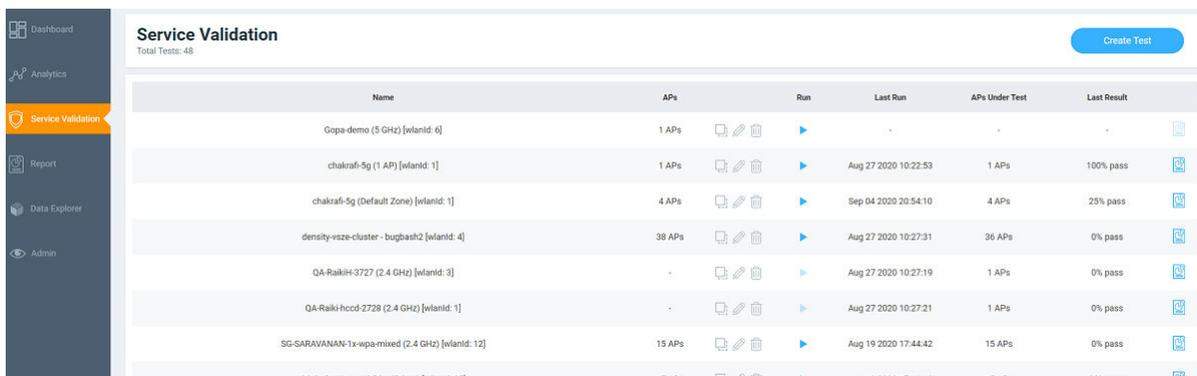 Dashboard
Analytics
Service Validation
Report
Data Explorer
Admin
Service Validation
Total Tests: 48
Create Test
Name APs Run Last Run APs Under Test Last Result
Gopa-demo (5 GHz) [wlanId: 6] 1 APs - - -
chakrafi-5g (1 AP) [wlanId: 1] 1 APs Aug 27 2020 10:22:53 1 APs 100% pass
chakrafi-5g (Default Zone) [wlanId: 1] 4 APs Sep 04 2020 20:54:10 4 APs 25% pass
density-vsze-cluster - bugbash2 [wlanId: 4] 38 APs Aug 27 2020 10:27:31 36 APs 0% pass
QA-RaikiH-3727 (2.4 GHz) [wlanId: 3] - Aug 27 2020 10:27:19 1 APs 0% pass
QA-Raiki-hccd-2728 (2.4 GHz) [wlanId: 1] - Aug 27 2020 10:27:21 1 APs 0% pass
SG-SARAVANAN-1x-wpa-mixed (2.4 GHz) [wlanId: 12] 15 APs Aug 19 2020 17:44:42 15 APs 0% pass